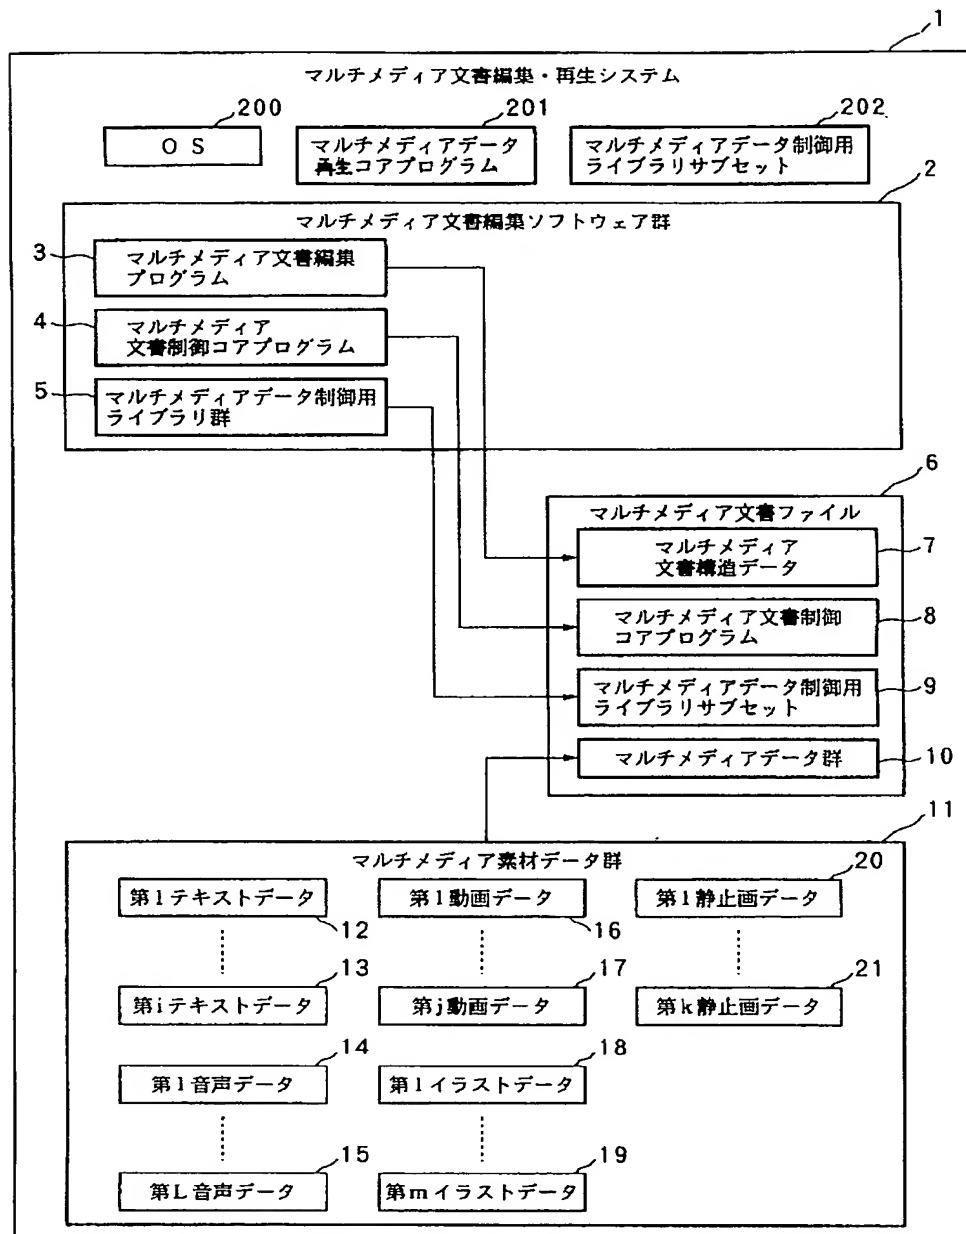 1
マルチメディア文書編集・再生システム
200
201
202
OS
マルチメディアデータ
再生コアプログラム
マルチメディアデータ制御用
ライブラリサブセット
2
マルチメディア文書編集ソフトウェア群
3
マルチメディア文書編集
プログラム
4
マルチメディア
文書制御コアプログラム
5
マルチメディアデータ制御用
ライブラリ群
6
マルチメディア文書ファイル
マルチメディア
文書構造データ
7
マルチメディア文書制御
コアプログラム
8
マルチメディアデータ制御用
ライブラリサブセット
9
マルチメディアデータ群
10
11
マルチメディア素材データ群
20
第1テキストデータ
第1動画データ
第1静止画データ
12
16
13
17
21
第iテキストデータ
第j動画データ
第k静止画データ
14
18
第1音声データ
第1イラストデータ
15
19
第L音声データ
第mイラストデータ